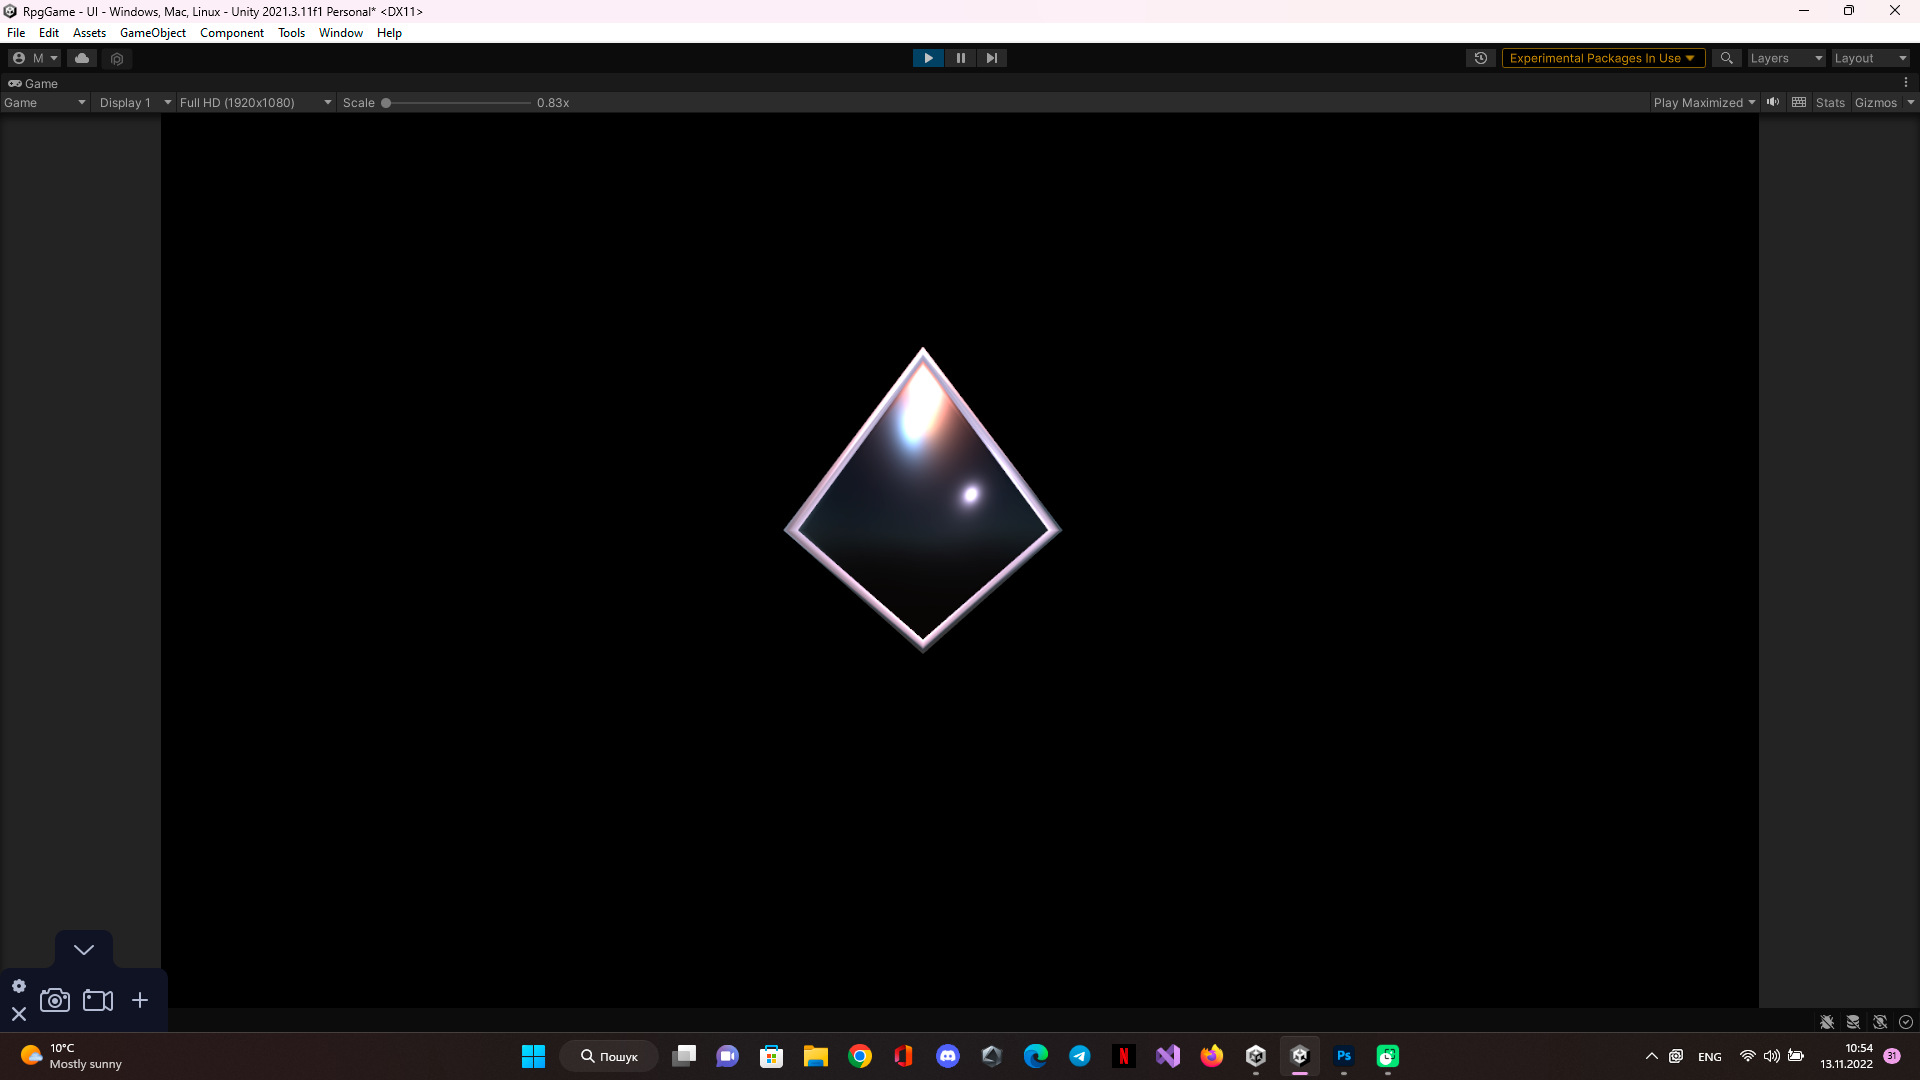 RpgGame - UI - Windows, Mac, Linux - Unity 2021.3.11f1 Personal* <DX11>
File Edit Assets GameObject Component Tools Window Help
M Experimental Packages In Use Layers Layout
Game
Game Display 1 Full HD (1920x1080) Scale 0.83x Play Maximized Stats Gizmos
10°C
Mostly sunny
Пошук
N
Ps
ENG
10:54
13.11.2022
31